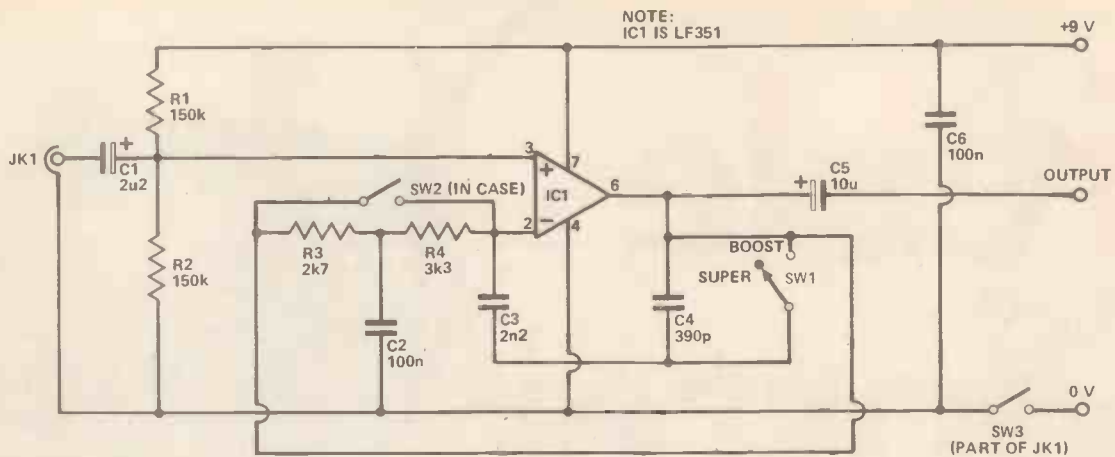 NOTE:
IC1 IS LF351
+9 V
R1
150k
JK1
+
C1
2u2
3
+
7
IC1
6
2
−
4
SW2 (IN CASE)
R3
2k7
R4
3k3
R2
150k
C2
100n
C3
2n2
C4
390p
BOOST
SUPER
SW1
+
C5
10u
OUTPUT
C6
100n
0 V
SW3
(PART OF JK1)